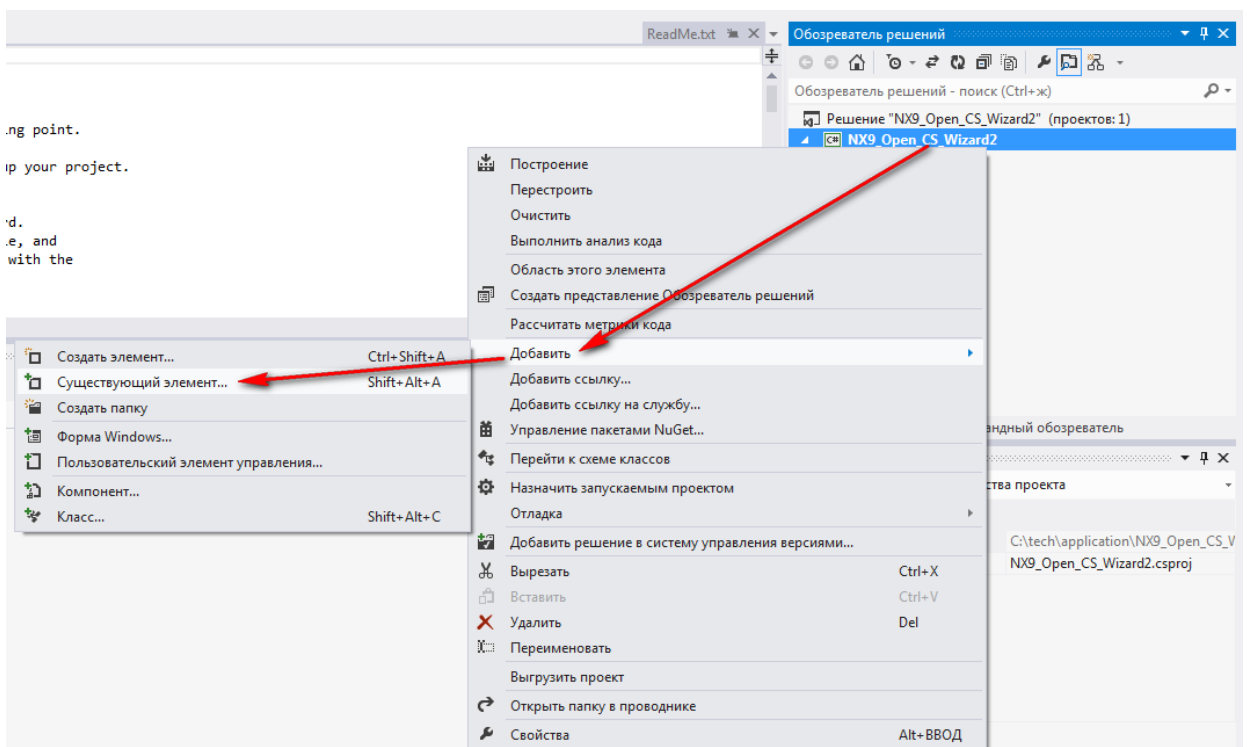 ReadMe.txt
Обозреватель решений
Обозреватель решений - поиск (Ctrl+ж)
Решение "NX9_Open_CS_Wizard2" (проектов: 1)
C# NX9_Open_CS_Wizard2
ng point.
up your project.
d.
e, and
with the
Построение
Перестроить
Очистить
Выполнить анализ кода
Область этого элемента
Создать представление Обозреватель решений
Рассчитать метрики кода
Добавить
Добавить ссылку...
Добавить ссылку на службу...
Управление пакетами NuGet...
Перейти к схеме классов
Назначить запускаемым проектом
Отладка
Добавить решение в систему управления версиями...
Вырезать Ctrl+X
Вставить Ctrl+V
Удалить Del
Переименовать
Выгрузить проект
Открыть папку в проводнике
Свойства Alt+ВВОД
Создать элемент... Ctrl+Shift+A
Существующий элемент... Shift+Alt+A
Создать папку
Форма Windows...
Пользовательский элемент управления...
Компонент...
Класс... Shift+Alt+C
андный обозреватель
ства проекта
C:\tech\application\NX9_Open_CS_V
NX9_Open_CS_Wizard2.csproj